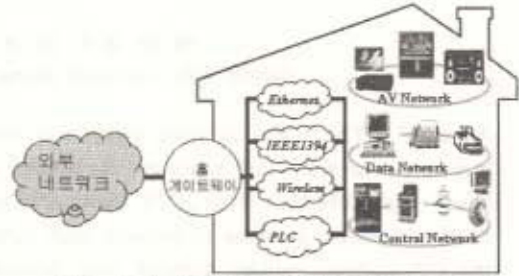 외부
네트워크
홈
게이트웨이
Ethernet
IEEE1394
Wireless
PLC
AV Network
Data Network
Control Network